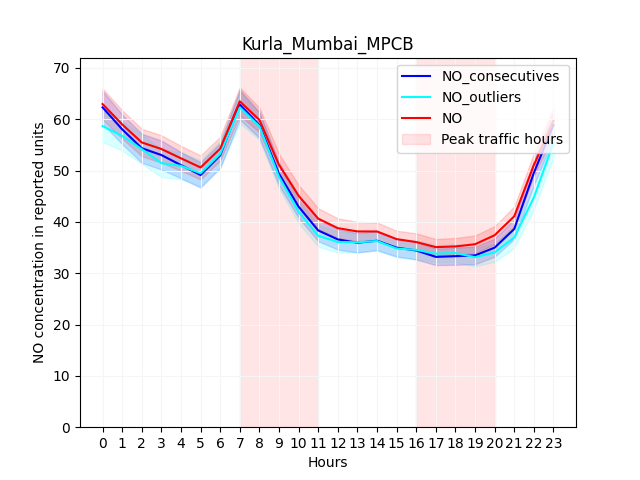 Kurla_Mumbai_MPCB
NO_consecutives
NO_outliers
NO
Peak traffic hours
NO concentration in reported units
70
60
50
40
30
20
10
0
0 1 2 3 4 5 6 7 8 9 10 11 12 13 14 15 16 17 18 19 20 21 22 23
Hours